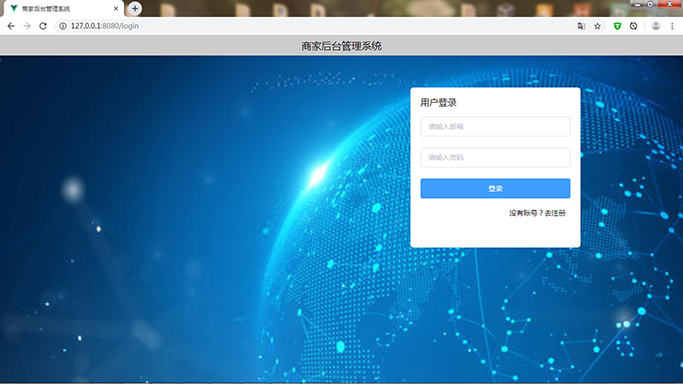 商家后台管理系统
127.0.0.1:8080/login
商家后台管理系统
用户登录
请输入邮箱
请输入密码
登录
没有账号？去注册